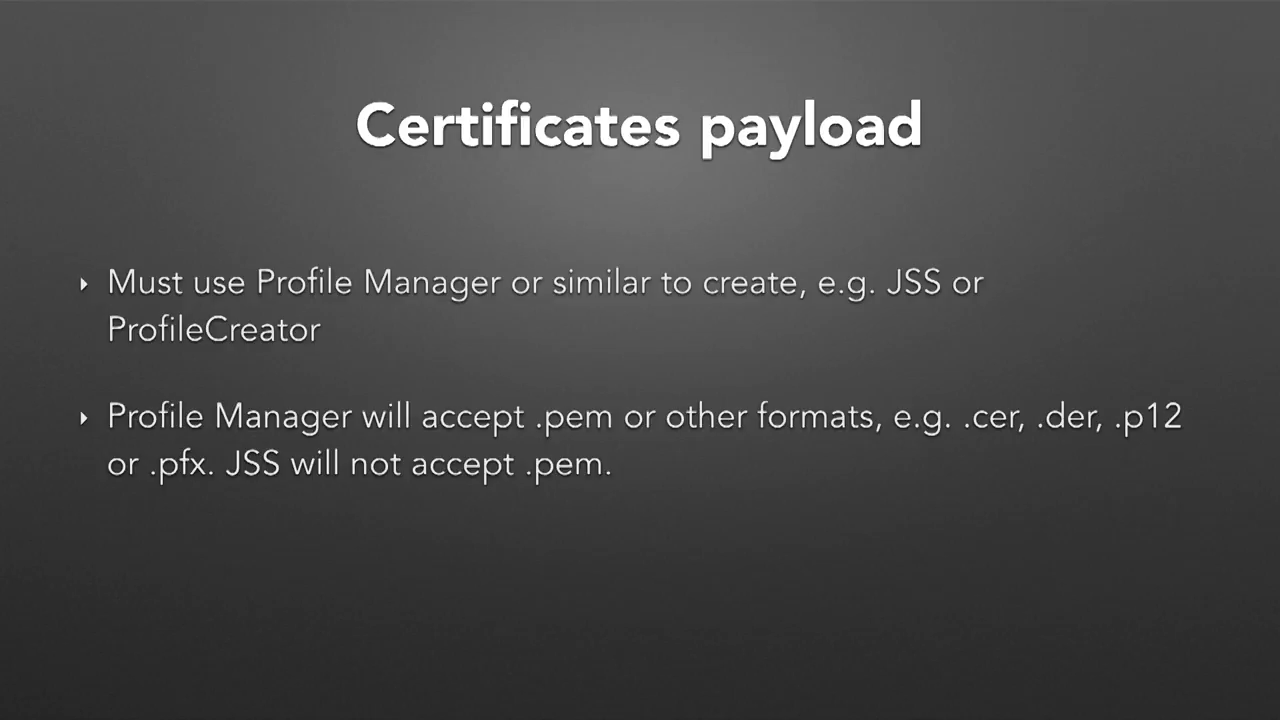 Certificates payload
‣ Must use Profile Manager or similar to create, e.g. JSS or
ProfileCreator
‣ Profile Manager will accept .pem or other formats, e.g. .cer, .der, .p12
or .pfx. JSS will not accept .pem.